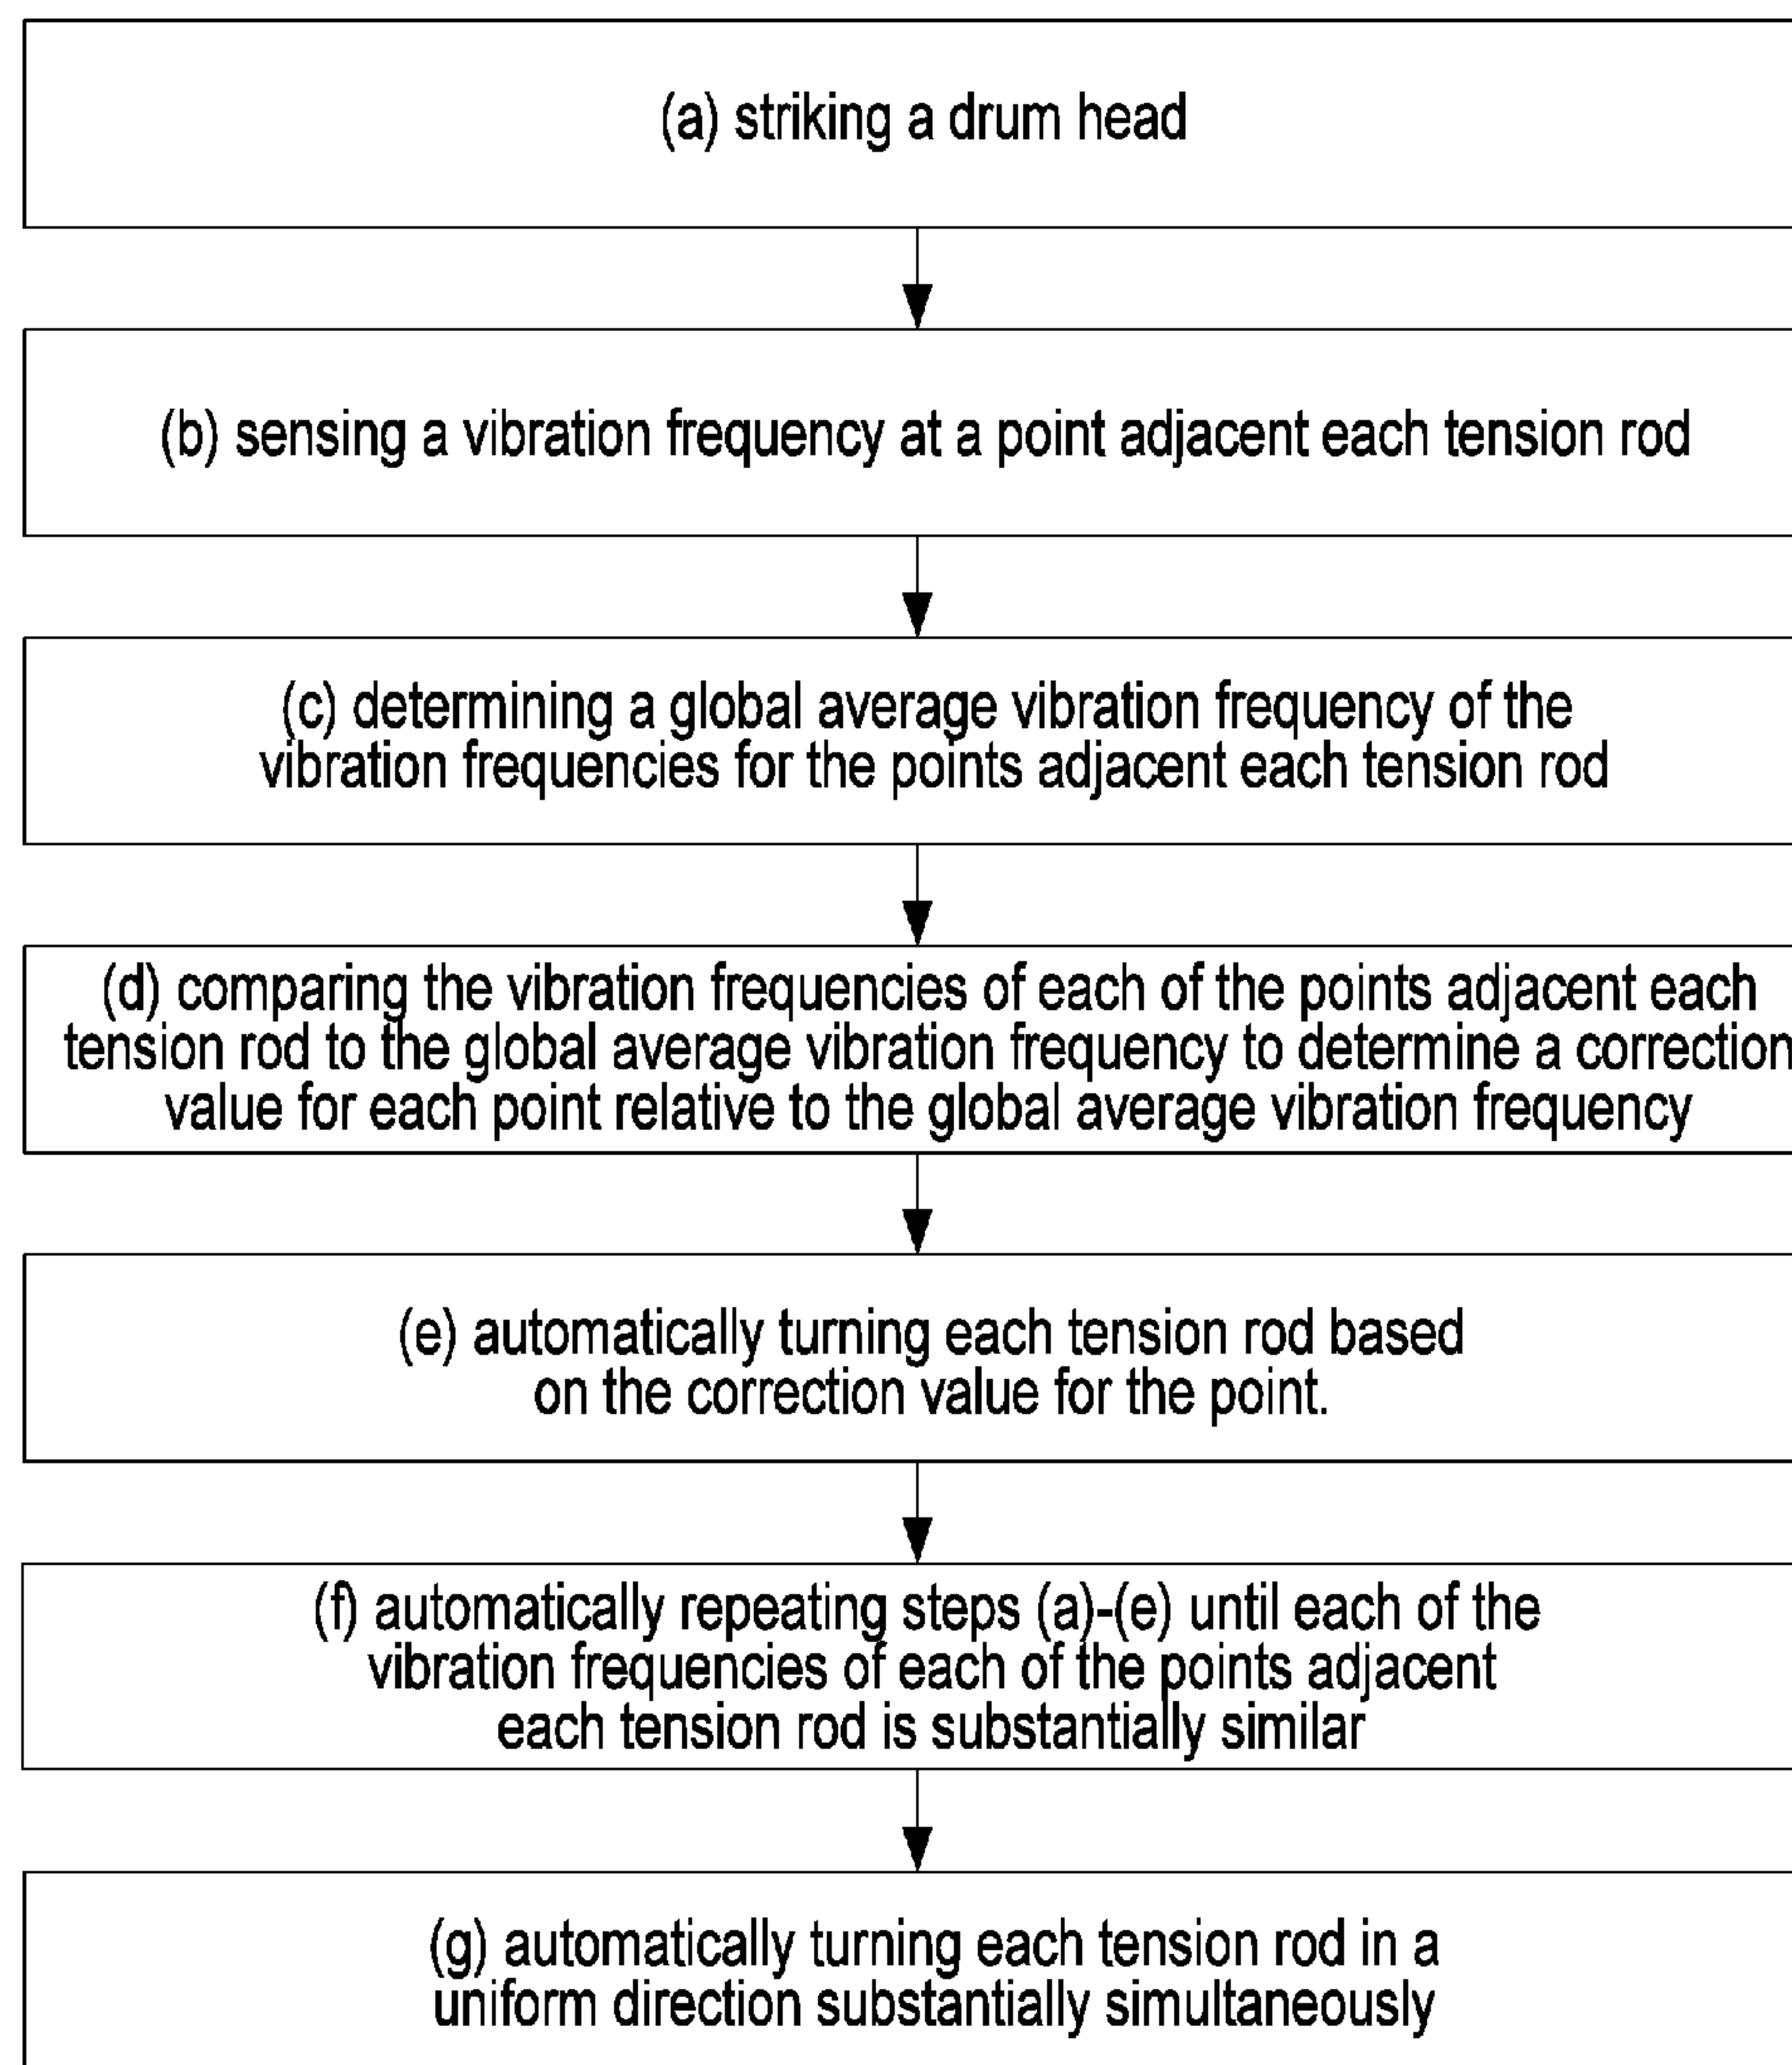 (a) striking a drum head
(b) sensing a vibration frequency at a point adjacent each tension rod
(c) determining a global average vibration frequency of the
vibration frequencies for the points adjacent each tension rod
(d) comparing the vibration frequencies of each of the points adjacent each
tension rod to the global average vibration frequency to determine a correction
value for each point relative to the global average vibration frequency
(e) automatically turning each tension rod based
on the correction value for the point.
(f) automatically repeating steps (a)-(e) until each of the
vibration frequencies of each of the points adjacent
each tension rod is substantially similar
(g) automatically turning each tension rod in a
uniform direction substantially simultaneously